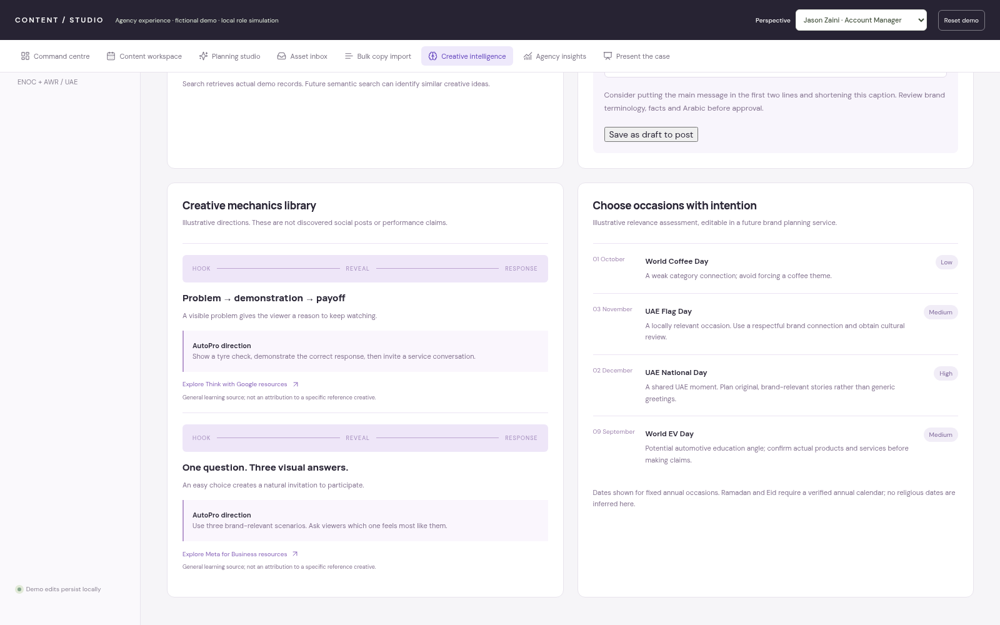 CONTENT / STUDIO
Agency experience · fictional demo · local role simulation
Perspective
Jason Zaini · Account Manager
Reset demo
Command centre
Content workspace
Planning studio
Asset inbox
Bulk copy import
Creative intelligence
Agency insights
Present the case
ENOC + AWR / UAE
Search retrieves actual demo records. Future semantic search can identify similar creative ideas.
Consider putting the main message in the first two lines and shortening this caption. Review brand
terminology, facts and Arabic before approval.
Save as draft to post
Creative mechanics library
Illustrative directions. These are not discovered social posts or performance claims.
HOOK REVEAL RESPONSE
Problem → demonstration → payoff
A visible problem gives the viewer a reason to keep watching.
AutoPro direction
Show a tyre check, demonstrate the correct response, then invite a service conversation.
Explore Think with Google resources
General learning source; not an attribution to a specific reference creative.
HOOK REVEAL RESPONSE
One question. Three visual answers.
An easy choice creates a natural invitation to participate.
AutoPro direction
Use three brand-relevant scenarios. Ask viewers which one feels most like them.
Explore Meta for Business resources
General learning source; not an attribution to a specific reference creative.
Choose occasions with intention
Illustrative relevance assessment, editable in a future brand planning service.
01 October
World Coffee Day
Low
A weak category connection; avoid forcing a coffee theme.
03 November
UAE Flag Day
Medium
A locally relevant occasion. Use a respectful brand connection and obtain cultural
review.
02 December
UAE National Day
High
A shared UAE moment. Plan original, brand-relevant stories rather than generic
greetings.
09 September
World EV Day
Medium
Potential automotive education angle; confirm actual products and services before
making claims.
Dates shown for fixed annual occasions. Ramadan and Eid require a verified annual calendar; no religious dates are
inferred here.
Demo edits persist locally